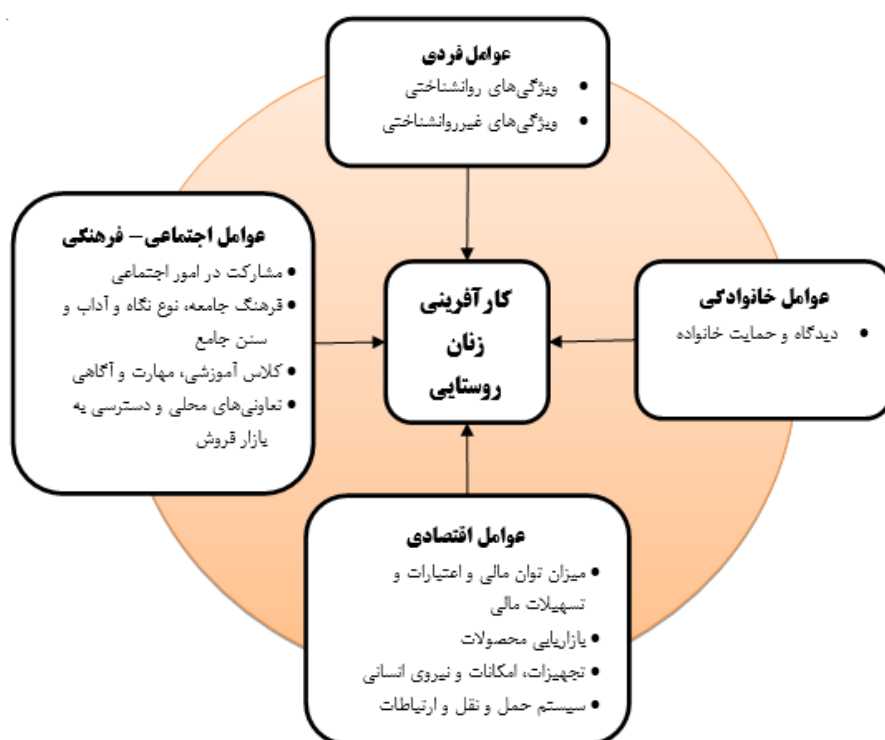 عوامل فردی
• ویژگی‌های روانشناختی
• ویژگی‌های غیرروانشناختی
عوامل خانوادگی
• دیدگاه و حمایت خانواده
کارآفرینی
زنان
روستایی
عوامل اجتماعی- فرهنگی
• مشارکت در امور اجتماعی
• فرهنگ جامعه، نوع نگاه و آداب و
سنن جامع
• کلاس آموزشی، مهارت و آگاهی
• تعاونی‌های محلی و دسترسی به
بازار فروش
عوامل اقتصادی
• میزان توان مالی و اعتبارات و
تسهیلات مالی
• بازاریابی محصولات
• تجهیزات، امکانات و نیروی انسانی
• سیستم حمل و نقل و ارتباطات